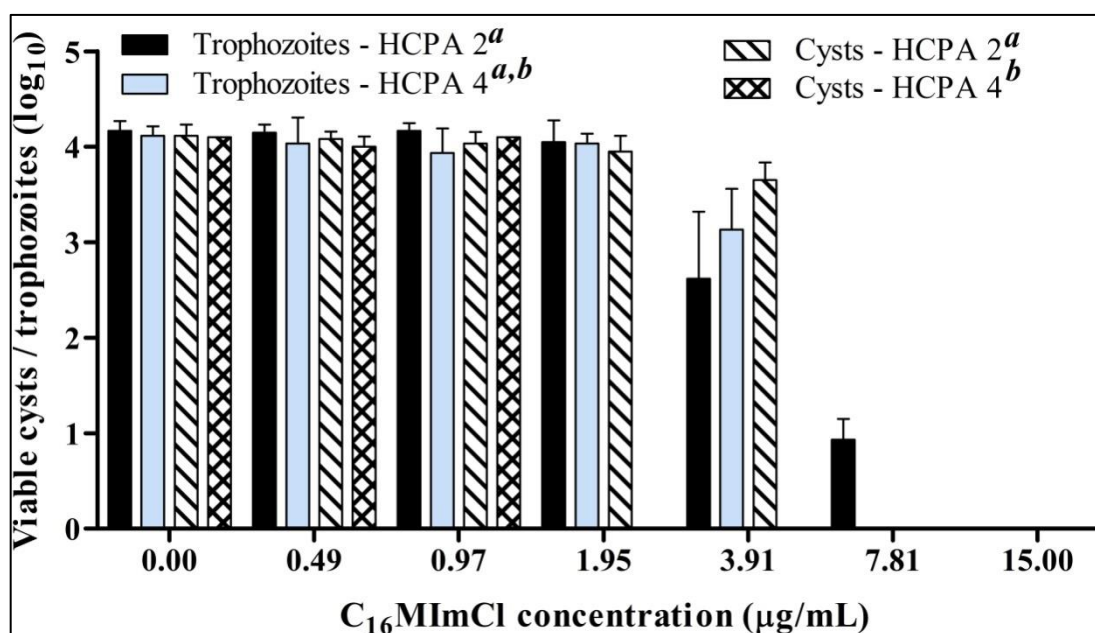 Viable cysts / trophozoites (log₁₀)
5
4
3
2
1
0
Trophozoites - HCPA 2ᵃ
Trophozoites - HCPA 4ᵃ,ᵇ
Cysts - HCPA 2ᵃ
Cysts - HCPA 4ᵇ
0.00 0.49 0.97 1.95 3.91 7.81 15.00
C₁₆MImCl concentration (µg/mL)